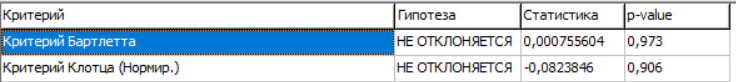 Критерий Гипотеза Статистика p-value
Критерий Бартлетта НЕ ОТКЛОНЯЕТСЯ 0,000755604 0,973
Критерий Клотца (Нормир.) НЕ ОТКЛОНЯЕТСЯ -0,0823846 0,906